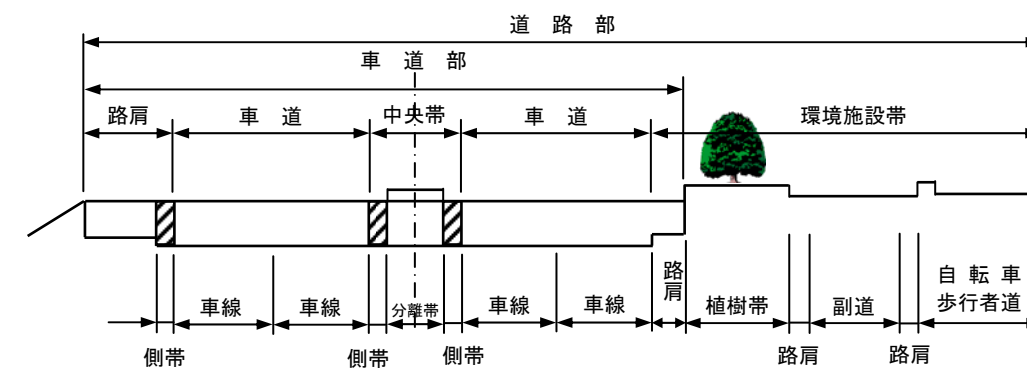 道 路 部
車 道 部
路肩 車 道 中央帯 車 道 環境施設帯
路肩
自 転 車
車線 車線 分離帯 車線 車線 植樹帯 副道 歩行者道
側帯 側帯 側帯 路肩 路肩